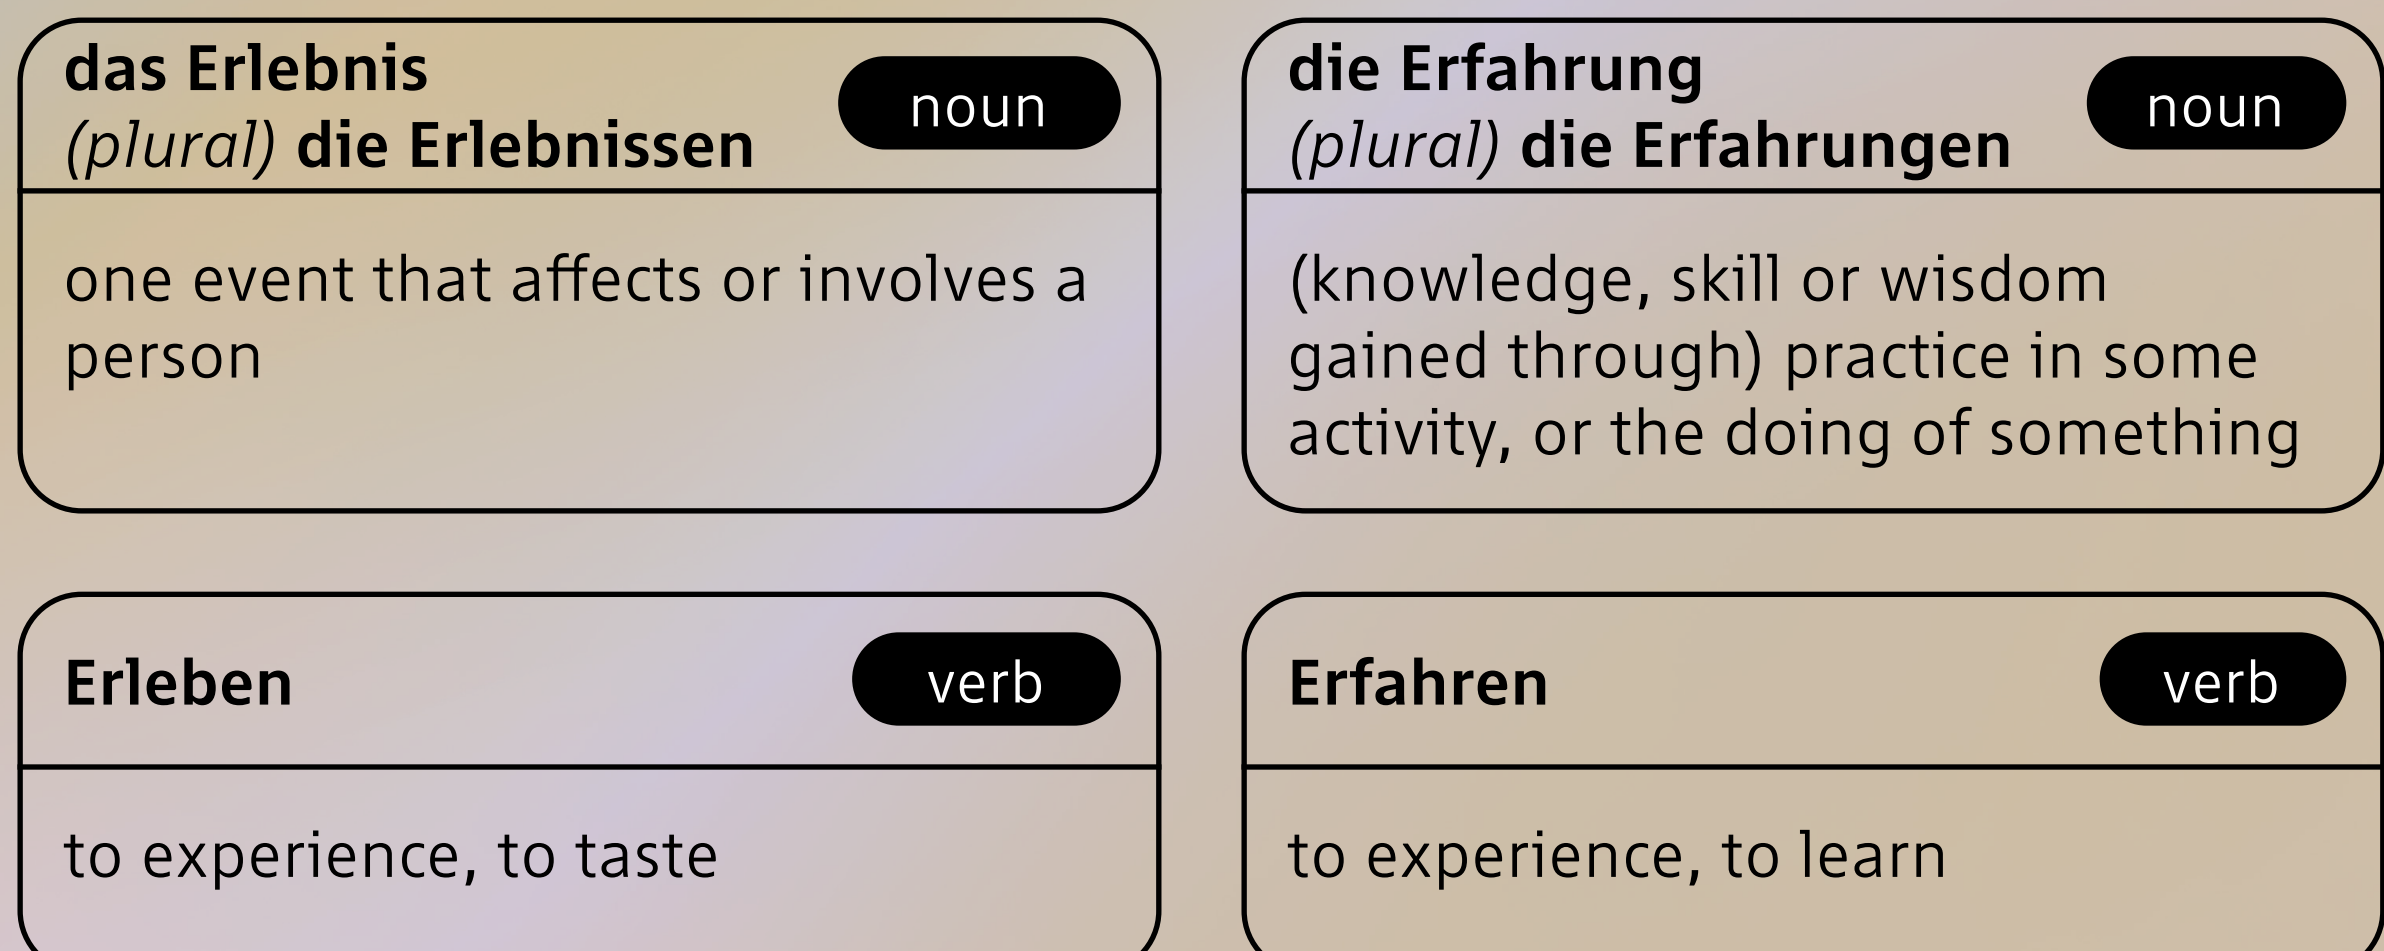 das Erlebnis
(plural) die Erlebnissen
noun
one event that affects or involves a
person
die Erfahrung
(plural) die Erfahrungen
noun
(knowledge, skill or wisdom
gained through) practice in some
activity, or the doing of something
Erleben
verb
to experience, to taste
Erfahren
verb
to experience, to learn